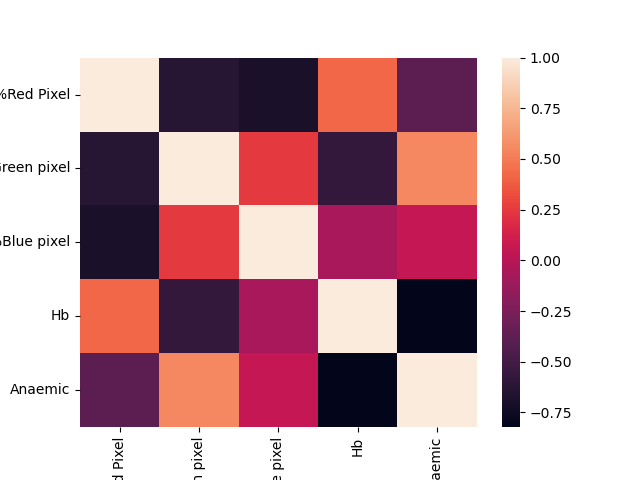 %Red Pixel
Green pixel
%Blue pixel
Hb
Anaemic
d Pixel
n pixel
e pixel
Hb
aemic
1.00
0.75
0.50
0.25
0.00
−0.25
−0.50
−0.75